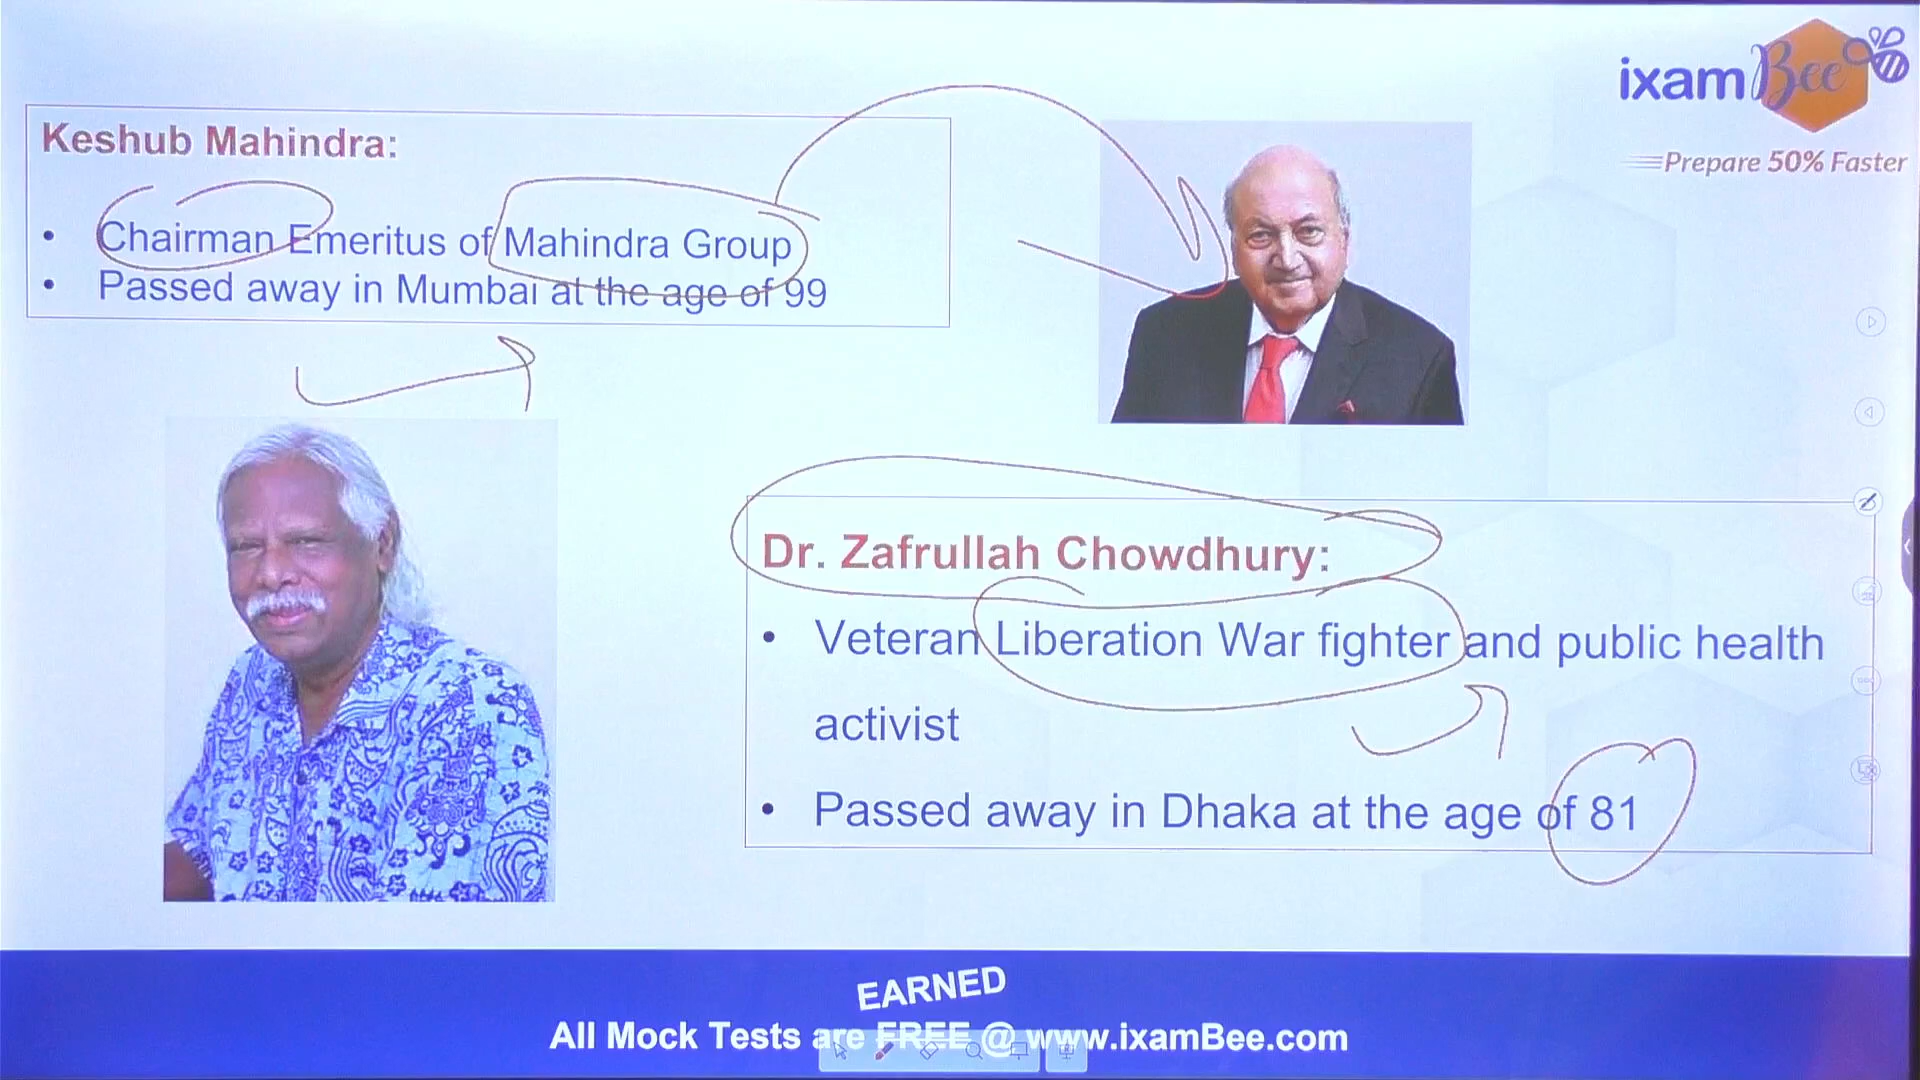 ixamBee
Prepare 50% Faster
Keshub Mahindra:
• Chairman Emeritus of Mahindra Group
• Passed away in Mumbai at the age of 99
Dr. Zafrullah Chowdhury:
• Veteran Liberation War fighter and public health
activist
• Passed away in Dhaka at the age of 81
EARNED
All Mock Tests are FREE @ www.ixamBee.com